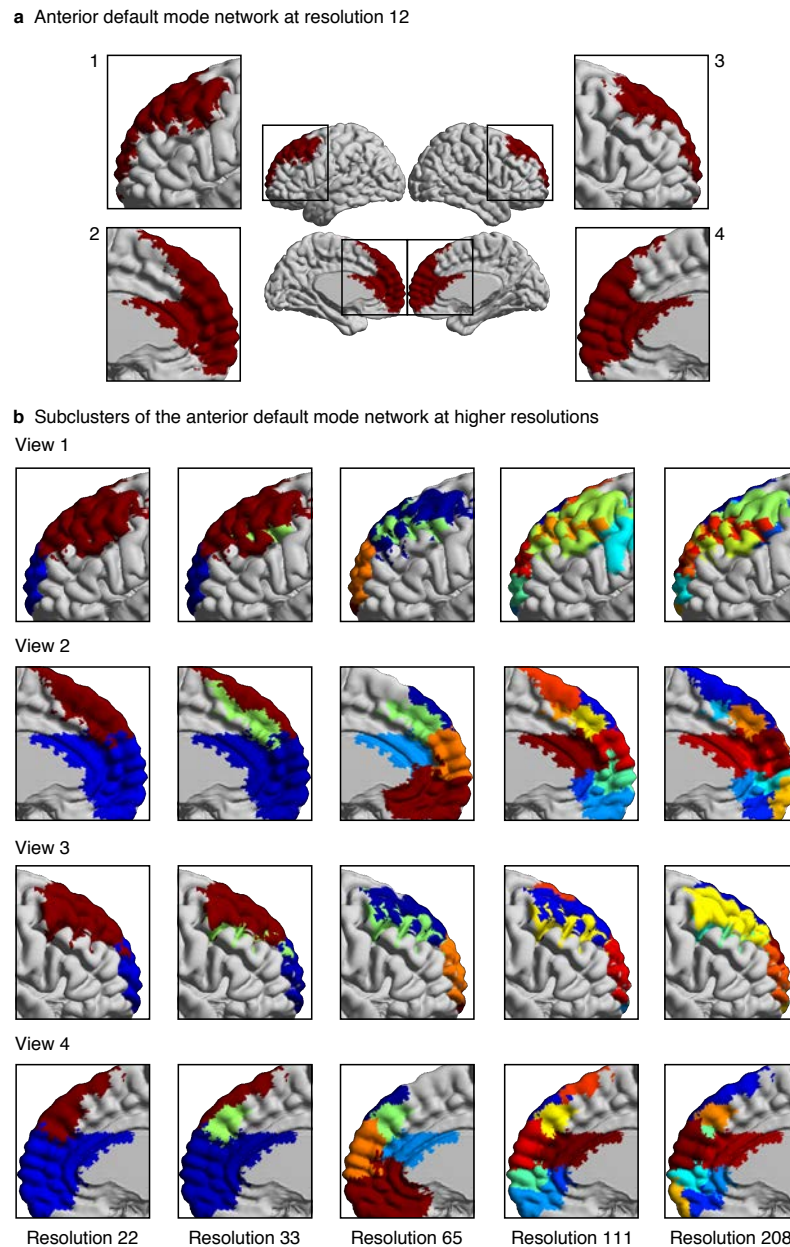 a Anterior default mode network at resolution 12
1
3
2
4
b Subclusters of the anterior default mode network at higher resolutions
View 1
View 2
View 3
View 4
Resolution 22
Resolution 33
Resolution 65
Resolution 111
Resolution 208